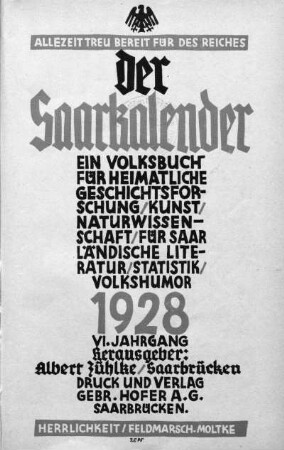 ALLEZEIT TREU BEREIT FÜR DES REICHES
der
Saarkalender
EIN VOLKSBUCH
FÜR HEIMATLICHE
GESCHICHTSFOR-
SCHUNG/KUNST/
NATURWISSEN-
SCHAFT/FÜR SAAR
LÄNDISCHE LITE-
RATUR/STATISTIK/
VOLKSHUMOR
1928
VI. JAHRGANG
Herausgeber:
Albert Zühlke/Saarbrücken
DRUCK UND VERLAG
GEBR. HOFER A.G.
SAARBRÜCKEN.
HERRLICHKEIT/FELDMARSCH. MOLTKE